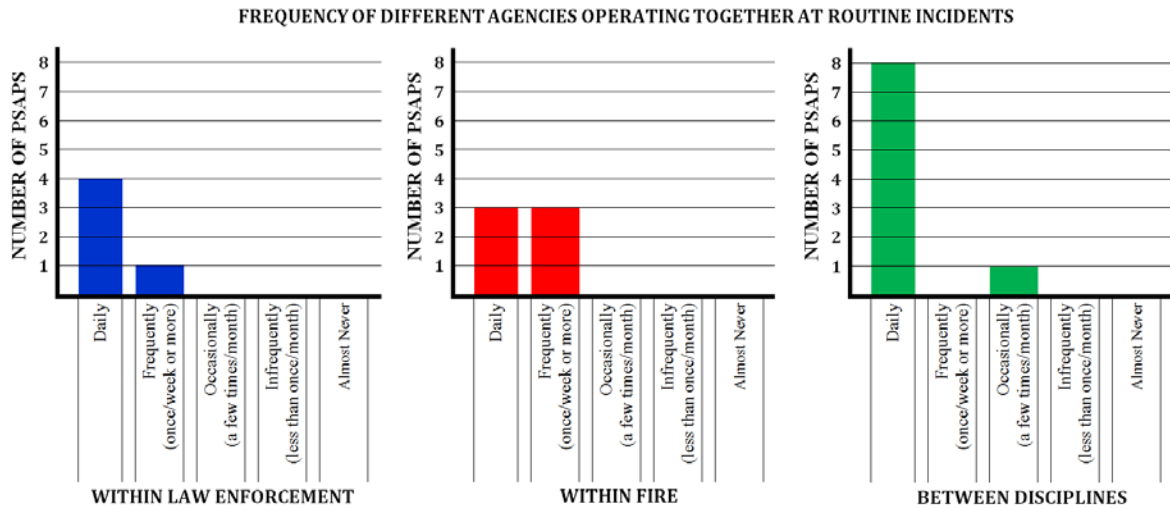 FREQUENCY OF DIFFERENT AGENCIES OPERATING TOGETHER AT ROUTINE INCIDENTS
NUMBER OF PSAPS
8
7
6
5
4
3
2
1
Daily
Frequently
(once/week or more)
Occasionally
(a few times/month)
Infrequently
(less than once/month)
Almost Never
WITHIN LAW ENFORCEMENT
NUMBER OF PSAPS
8
7
6
5
4
3
2
1
Daily
Frequently
(once/week or more)
Occasionally
(a few times/month)
Infrequently
(less than once/month)
Almost Never
WITHIN FIRE
NUMBER OF PSAPS
8
7
6
5
4
3
2
1
Daily
Frequently
(once/week or more)
Occasionally
(a few times/month)
Infrequently
(less than once/month)
Almost Never
BETWEEN DISCIPLINES